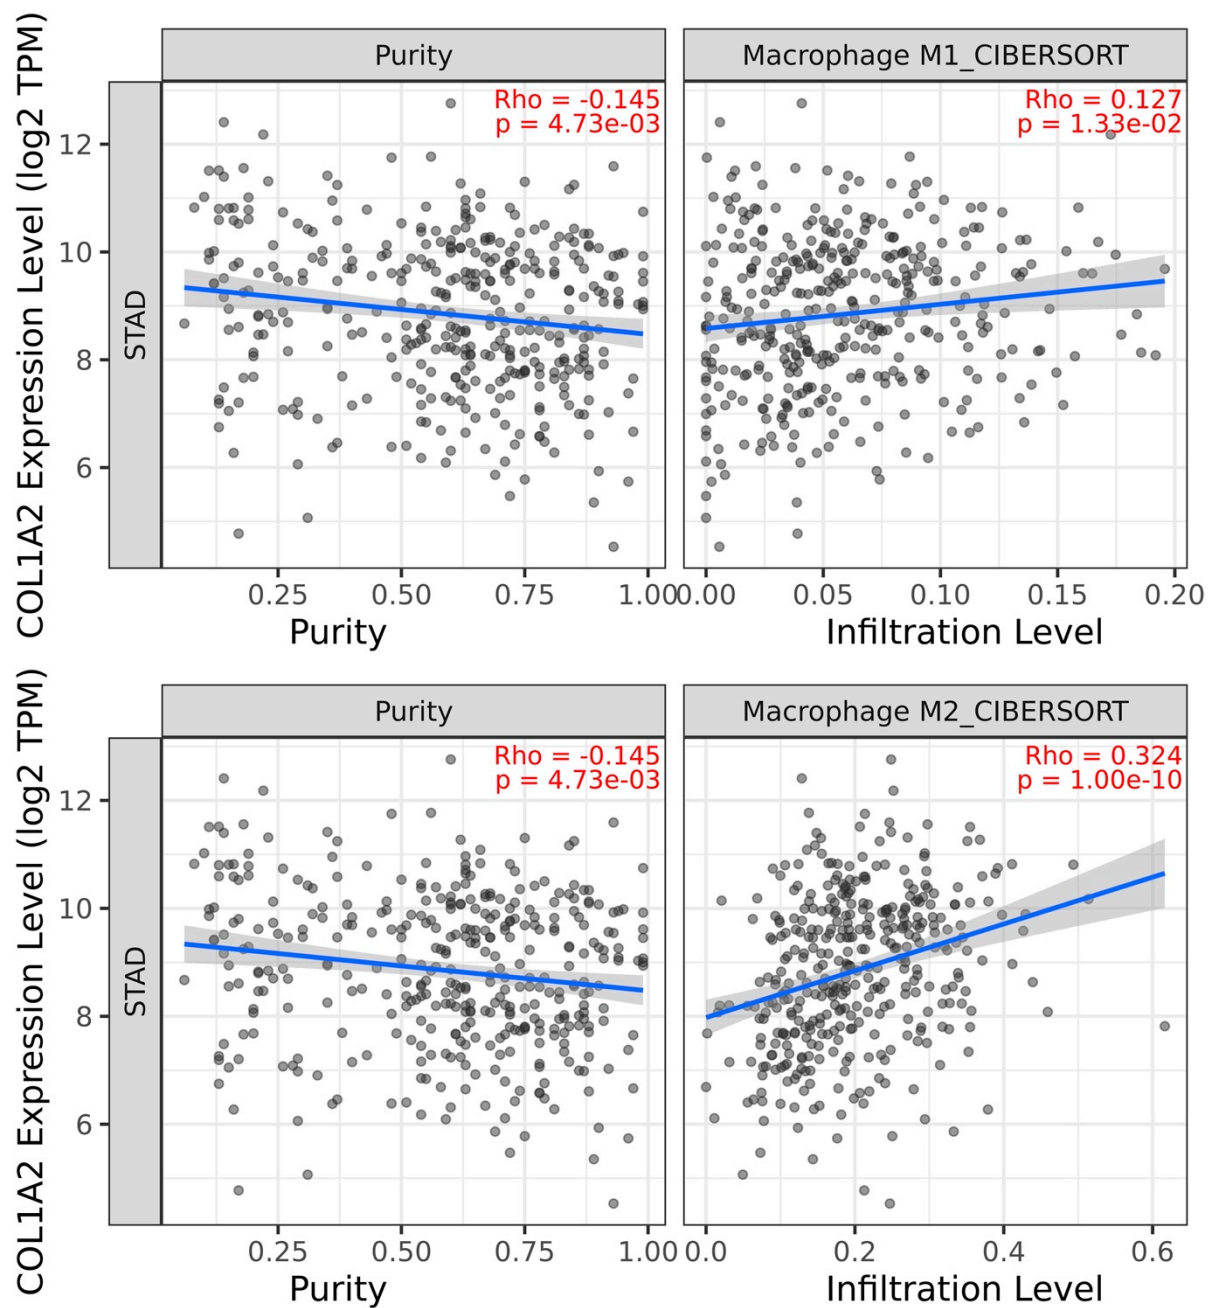 COL1A2 Expression Level (log2 TPM)
Purity
Macrophage M1_CIBERSORT
STAD
Rho = -0.145
p = 4.73e-03
Rho = 0.127
p = 1.33e-02
12
10
8
6
0.25 0.50 0.75 1.00
0.00 0.05 0.10 0.15 0.20
Purity
Infiltration Level
COL1A2 Expression Level (log2 TPM)
Purity
Macrophage M2_CIBERSORT
STAD
Rho = -0.145
p = 4.73e-03
Rho = 0.324
p = 1.00e-10
12
10
8
6
0.25 0.50 0.75 1.00
0.0 0.2 0.4 0.6
Purity
Infiltration Level